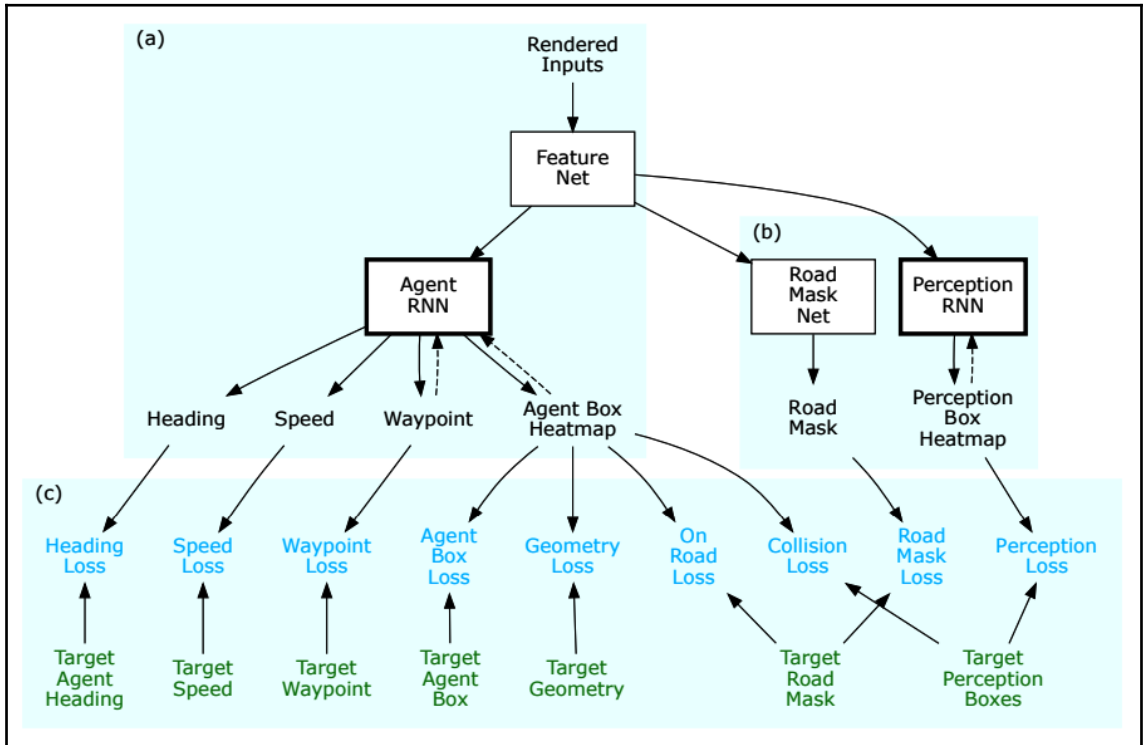 (a)
Rendered
Inputs
Feature
Net
(b)
Agent
RNN
Road
Mask
Net
Perception
RNN
Heading
Speed
Waypoint
Agent Box
Heatmap
Road
Mask
Perception
Box
Heatmap
(c)
Heading
Loss
Speed
Loss
Waypoint
Loss
Agent
Box
Loss
Geometry
Loss
On
Road
Loss
Collision
Loss
Road
Mask
Loss
Perception
Loss
Target
Agent
Heading
Target
Speed
Target
Waypoint
Target
Agent
Box
Target
Geometry
Target
Road
Mask
Target
Perception
Boxes